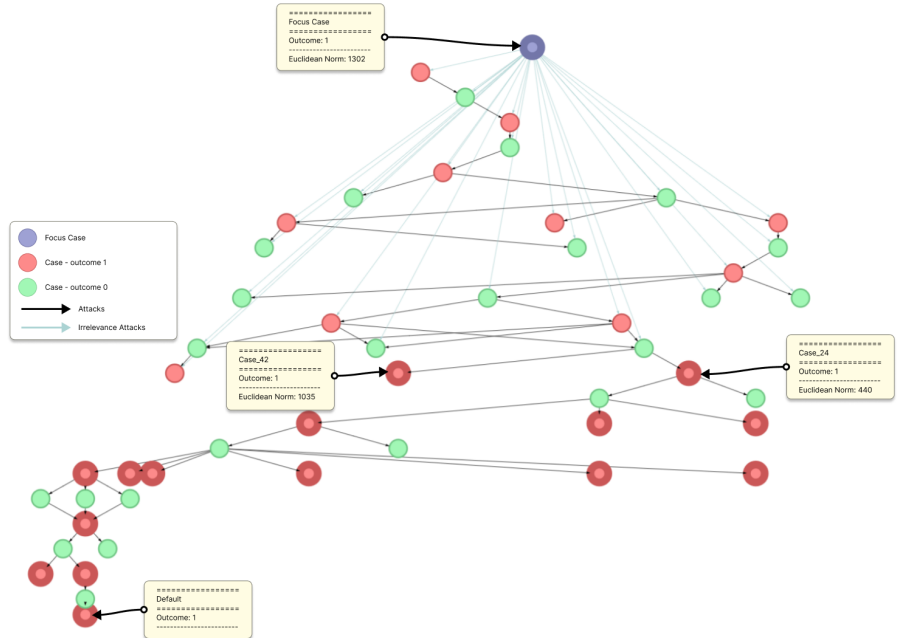 =================
Focus Case
=================
Outcome: 1
------------------------
Euclidean Norm: 1302
Focus Case
Case - outcome 1
Case - outcome 0
Attacks
Irrelevance Attacks
=================
Case_42
=================
Outcome: 1
------------------------
Euclidean Norm: 1035
=================
Case_24
=================
Outcome: 1
------------------------
Euclidean Norm: 440
=================
Default
=================
Outcome: 1
------------------------